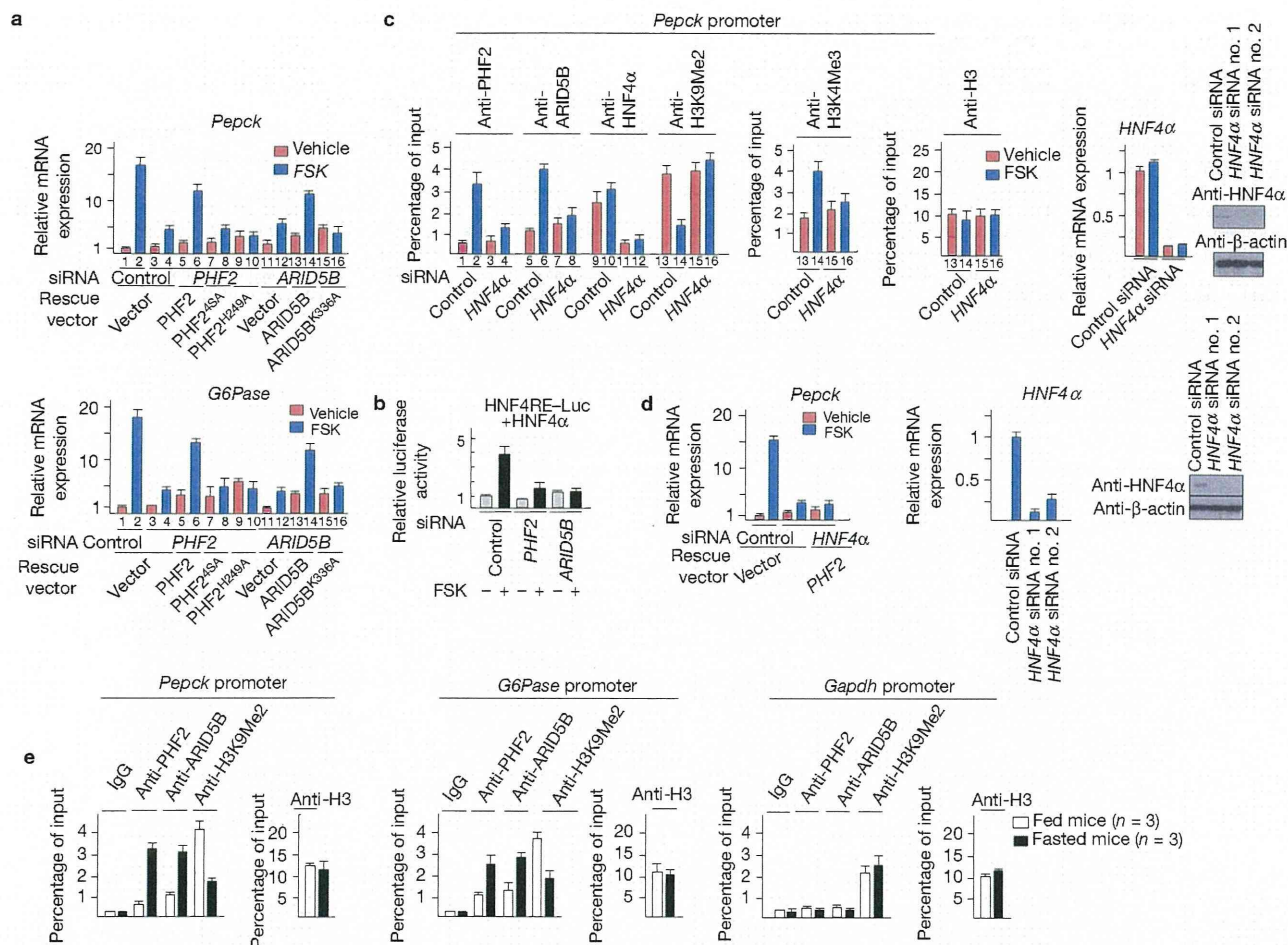 a
Pepck
Relative mRNA expression
20
10
1
Vehicle
FSK
1 2 3 4 5 6 7 8 9 10 11 12 13 14 15 16
siRNA Control PHF2 ARID5B
Rescue vector
Vector
PHF2
PHF2 4SA
PHF2 H249A
Vector
ARID5B
ARID5B K336A
G6Pase
Relative mRNA expression
20
10
1
Vehicle
FSK
1 2 3 4 5 6 7 8 9 10 11 12 13 14 15 16
siRNA Control PHF2 ARID5B
Rescue vector
Vector
PHF2
PHF2 4SA
PHF2 H249A
Vector
ARID5B
ARID5B K336A
b
HNF4RE–Luc
+HNF4α
Relative luciferase activity
5
1
siRNA
Control
PHF2
ARID5B
FSK – + – + – +
c
Pepck promoter
Anti-PHF2
Anti-ARID5B
Anti-HNF4α
Anti-H3K9Me2
Percentage of input
5
4
3
2
1
1 2 3 4 5 6 7 8 9 10 11 12 13 14 15 16
siRNA
Control
HNF4α
Control
HNF4α
Control
HNF4α
Control
HNF4α
Anti-H3K4Me3
Percentage of input
5
4
3
2
1
13 14 15 16
siRNA
Control
HNF4α
Anti-H3
Percentage of input
25
20
15
10
5
Vehicle
FSK
13 14 15 16
Control
HNF4α
HNF4α
Relative mRNA expression
1
0.5
Control siRNA
HNF4α siRNA
Control siRNA
HNF4α siRNA no. 1
HNF4α siRNA no. 2
Anti-HNF4α
Anti-β-actin
d
Pepck
Relative mRNA expression
20
10
1
Vehicle
FSK
siRNA Control HNF4α
Rescue vector
Vector
PHF2
HNF4α
Relative mRNA expression
1
0.5
Control siRNA
HNF4α siRNA no. 1
HNF4α siRNA no. 2
Control siRNA
HNF4α siRNA no. 1
HNF4α siRNA no. 2
Anti-HNF4α
Anti-β-actin
e
Pepck promoter
IgG
Anti-PHF2
Anti-ARID5B
Anti-H3K9Me2
Percentage of input
4
3
2
1
Anti-H3
Percentage of input
20
15
10
5
G6Pase promoter
IgG
Anti-PHF2
Anti-ARID5B
Anti-H3K9Me2
Percentage of input
4
3
2
1
Anti-H3
Percentage of input
20
15
10
5
Gapdh promoter
IgG
Anti-PHF2
Anti-ARID5B
Anti-H3K9Me2
Percentage of input
4
3
2
1
Anti-H3
Percentage of input
20
15
10
5
Fed mice (n = 3)
Fasted mice (n = 3)